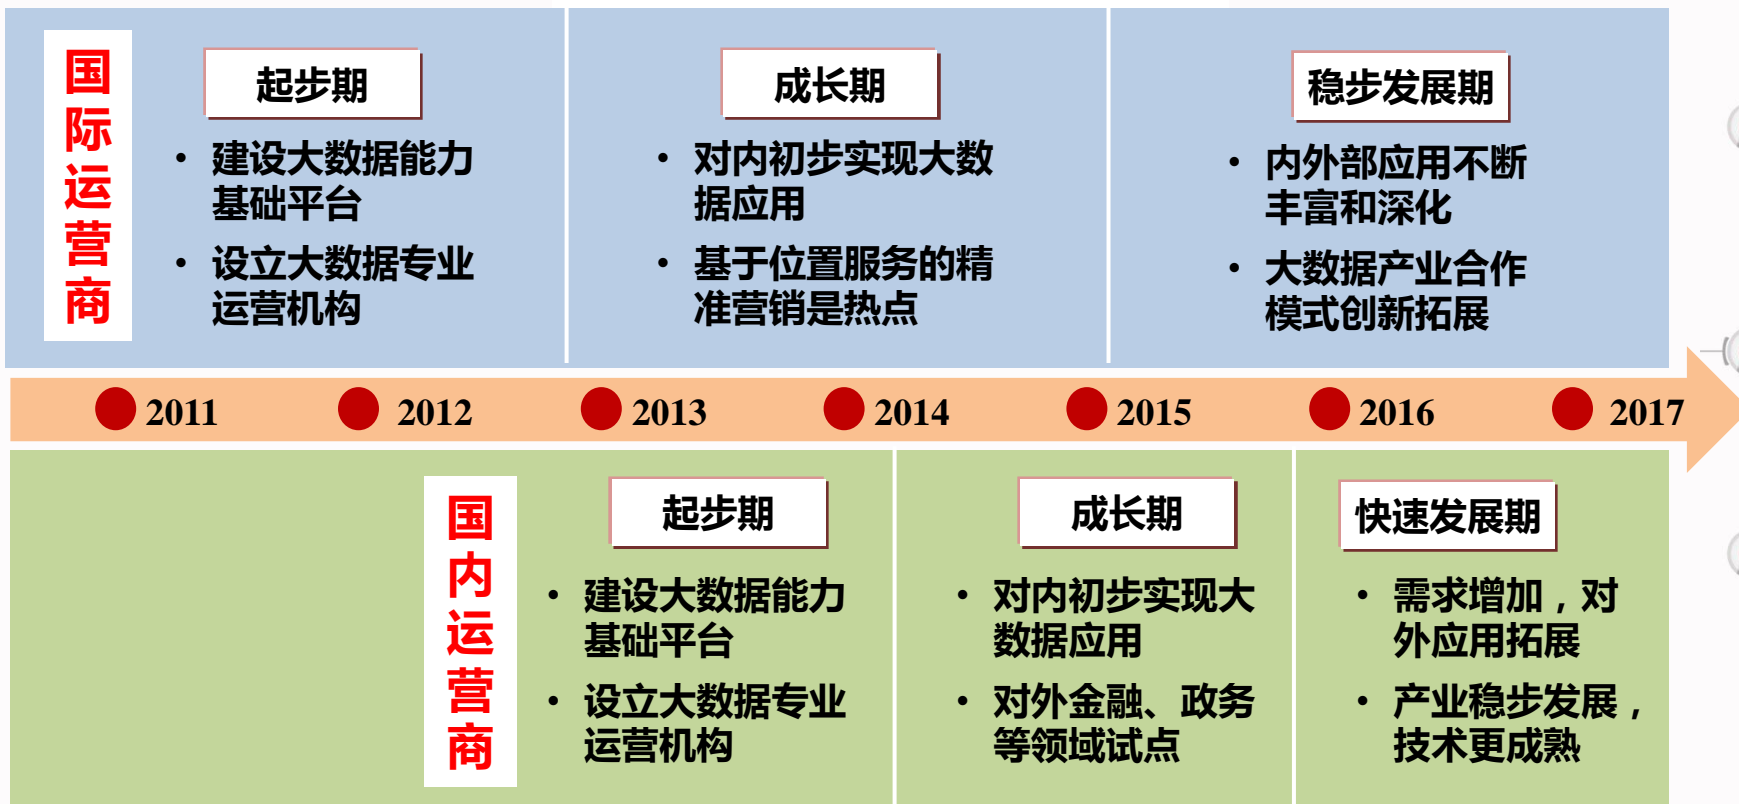 国际运营商
起步期
• 建设大数据能力
基础平台
• 设立大数据专业
运营机构
成长期
• 对内初步实现大数
据应用
• 基于位置服务的精
准营销是热点
稳步发展期
• 内外部应用不断
丰富和深化
• 大数据产业合作
模式创新拓展
2011 2012 2013 2014 2015 2016 2017
国内运营商
起步期
• 建设大数据能力
基础平台
• 设立大数据专业
运营机构
成长期
• 对内初步实现大
数据应用
• 对外金融、政务
等领域试点
快速发展期
• 需求增加，对
外应用拓展
• 产业稳步发展，
技术更成熟